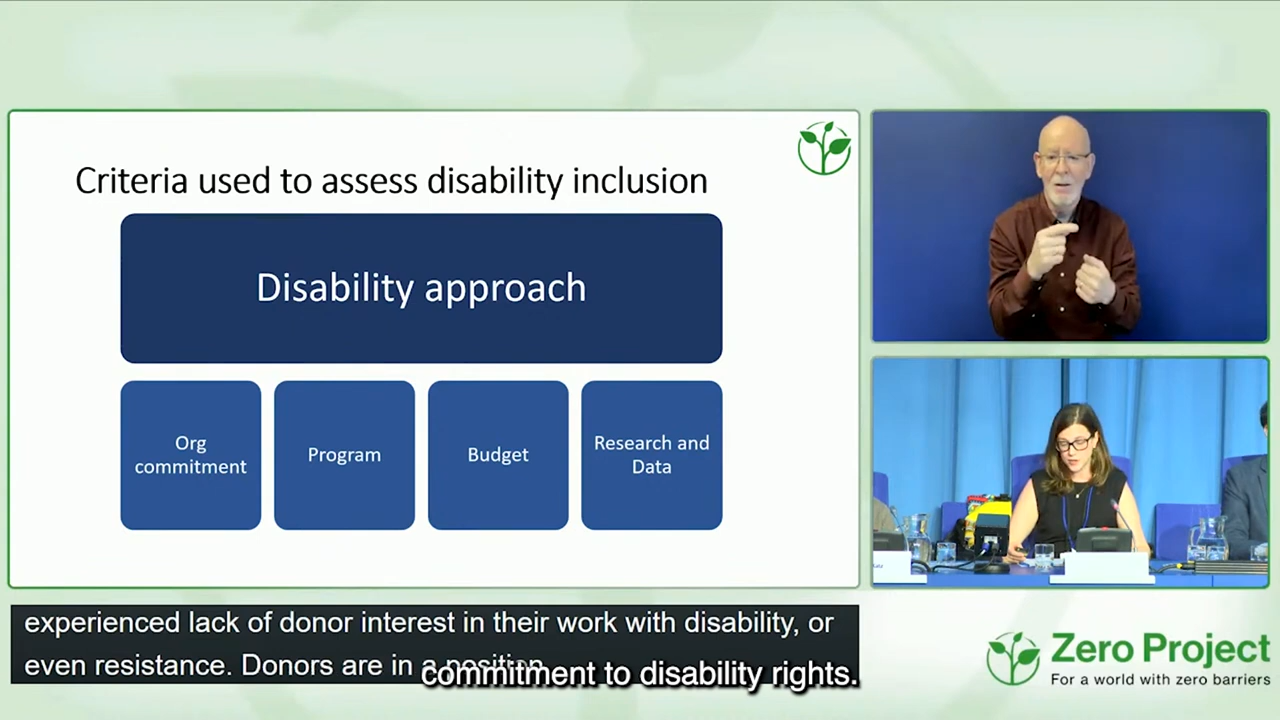 Criteria used to assess disability inclusion
Disability approach
Org
commitment
Program
Budget
Research and
Data
experienced lack of donor interest in their work with disability, or
even resistance. Donors are in a position
commitment to disability rights.
Zero Project
For a world with zero barriers